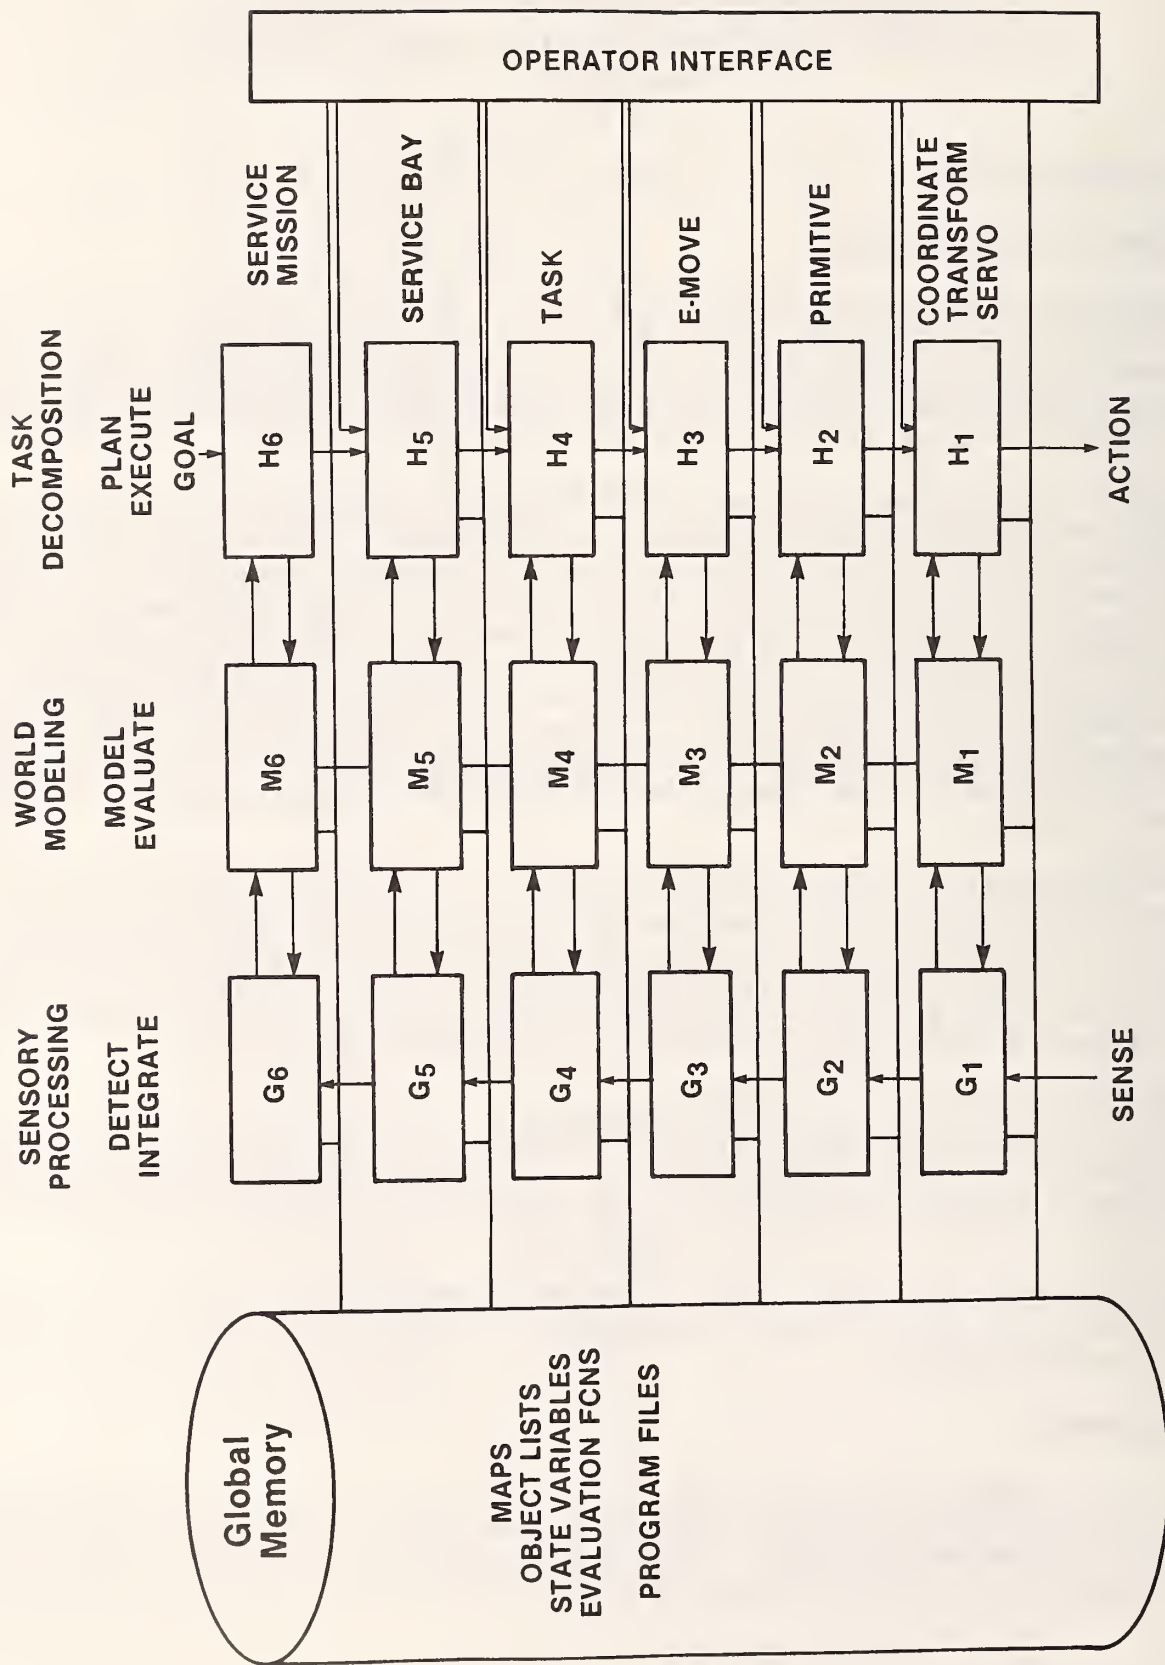 SENSORY
PROCESSING
WORLD
MODELING
TASK
DECOMPOSITION
DETECT
INTEGRATE
MODEL
EVALUATE
PLAN
EXECUTE
GOAL
Global
Memory
G6
M6
H6
SERVICE
MISSION
G5
M5
H5
SERVICE BAY
MAPS
OBJECT LISTS
STATE VARIABLES
EVALUATION FCNS
PROGRAM FILES
G4
M4
H4
TASK
G3
M3
H3
E-MOVE
G2
M2
H2
PRIMITIVE
G1
M1
H1
COORDINATE
TRANSFORM
SERVO
SENSE
ACTION
OPERATOR INTERFACE